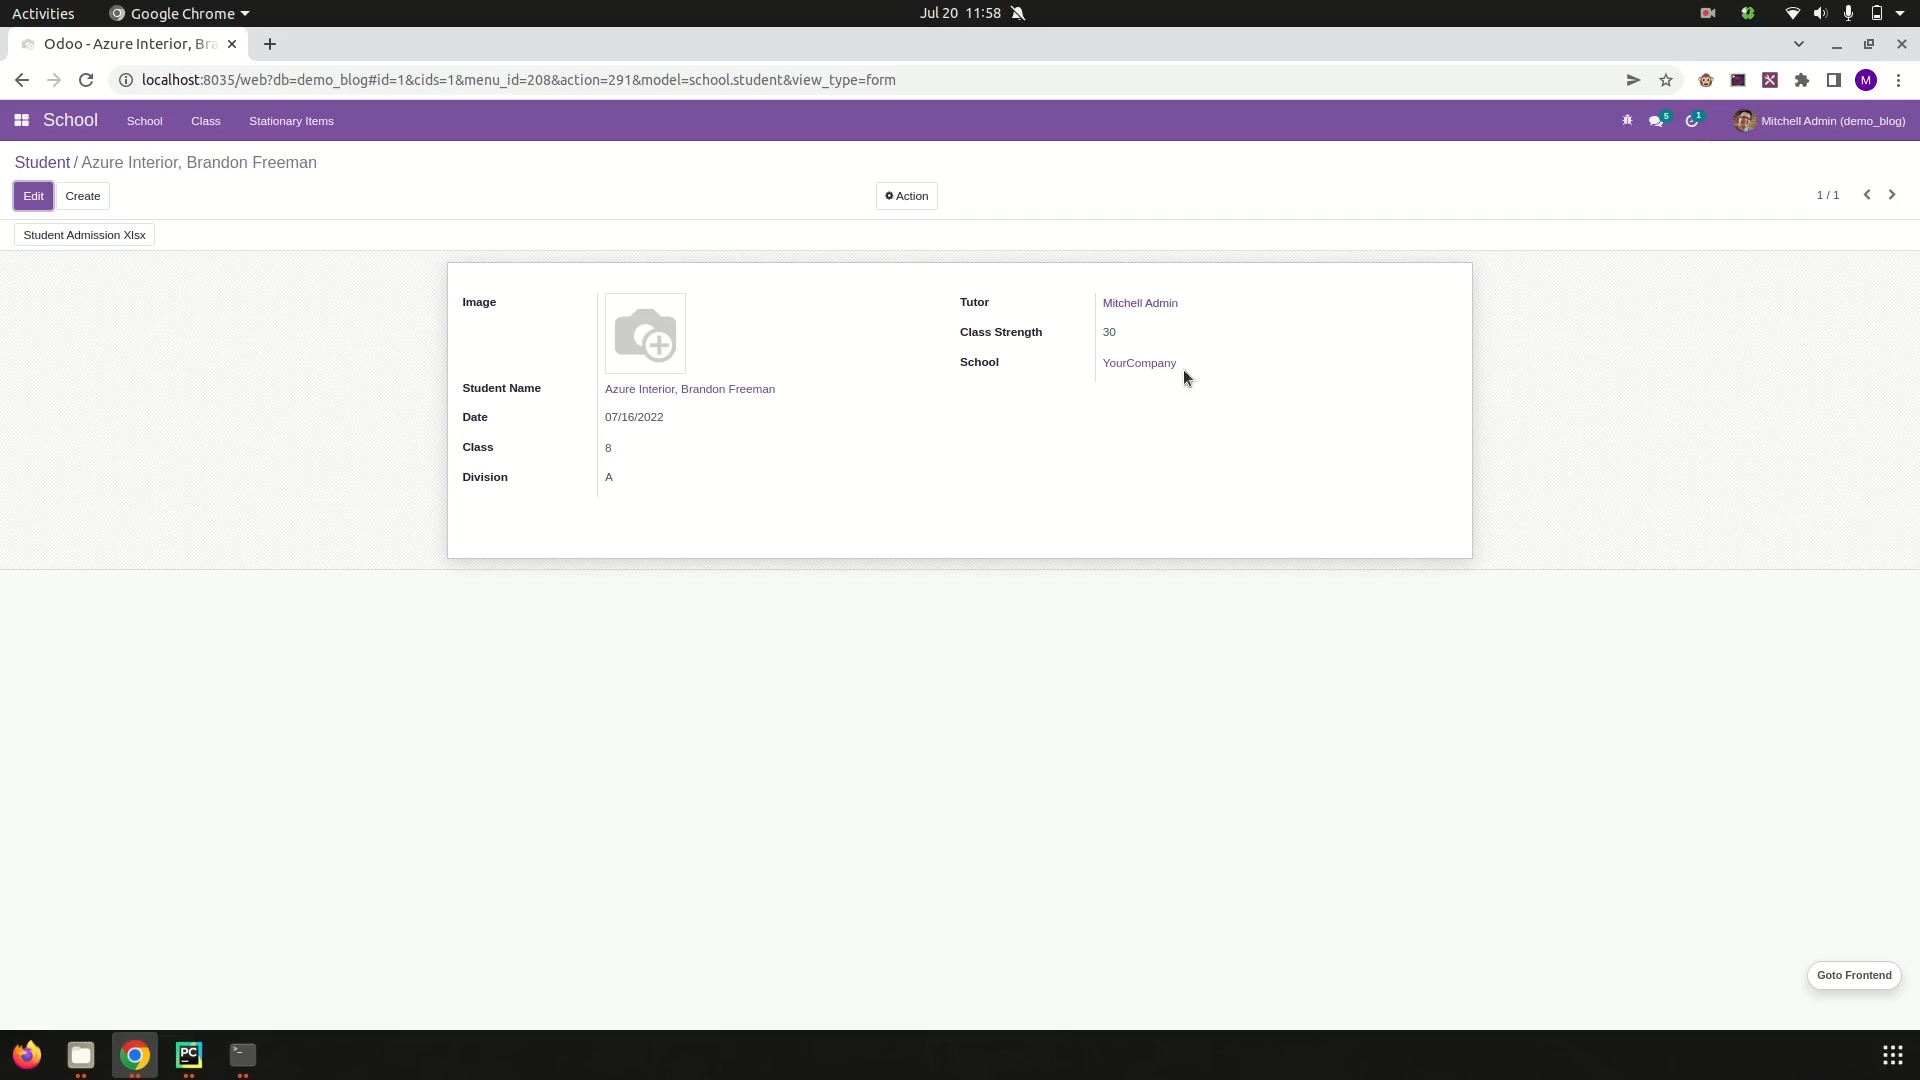 Activities Google Chrome Jul 20 11:58
Odoo - Azure Interior, Bra
localhost:8035/web?db=demo_blog#id=1&cids=1&menu_id=208&action=291&model=school.student&view_type=form M
School School Class Stationary Items 5 1 Mitchell Admin (demo_blog)
Student / Azure Interior, Brandon Freeman
Edit Create Action 1 / 1
Student Admission Xlsx
Image
Student Name Azure Interior, Brandon Freeman
Date 07/16/2022
Class 8
Division A
Tutor Mitchell Admin
Class Strength 30
School YourCompany
Goto Frontend
PC